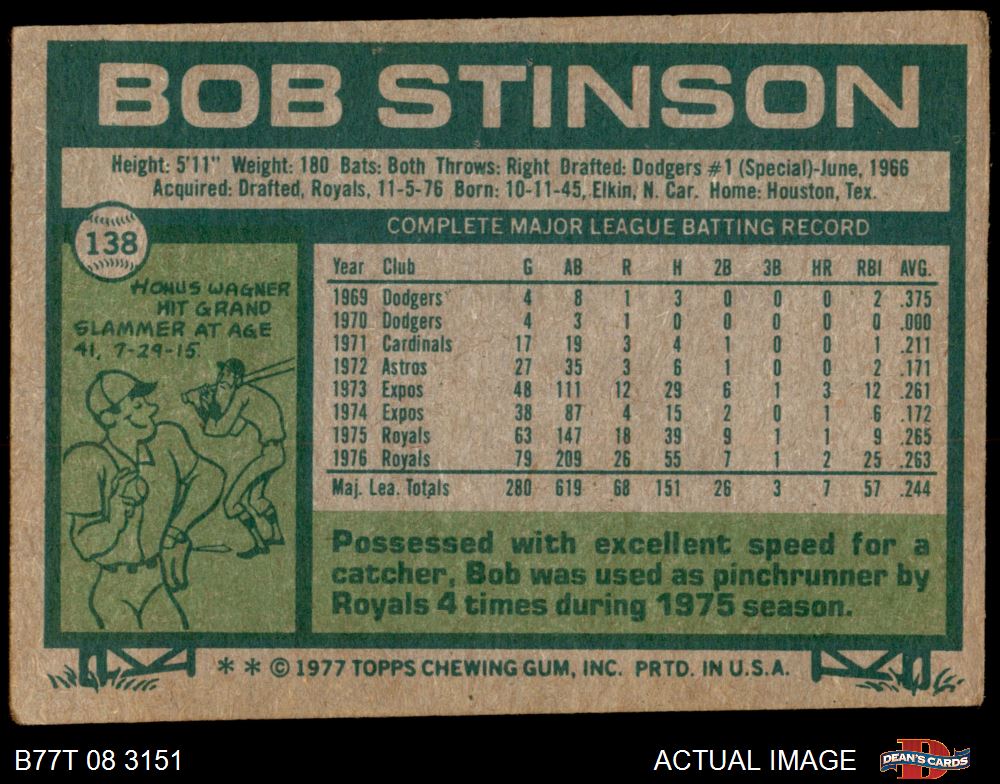 BOB STINSON
Height: 5'11" Weight: 180 Bats: Both Throws: Right Drafted: Dodgers #1 (Special)-June, 1966
Acquired: Drafted, Royals, 11-5-76 Born: 10-11-45, Elkin, N. Car. Home: Houston, Tex.
138
HONUS WAGNER
HIT GRAND
SLAMMER AT AGE
41, 7-29-15.
COMPLETE MAJOR LEAGUE BATTING RECORD
Year Club G AB R H 2B 3B HR RBI AVG.
1969 Dodgers 4 8 1 3 0 0 0 2 .375
1970 Dodgers 4 3 1 0 0 0 0 0 .000
1971 Cardinals 17 19 3 4 1 0 0 1 .211
1972 Astros 27 35 3 6 1 0 0 2 .171
1973 Expos 48 111 12 29 6 1 3 12 .261
1974 Expos 38 87 4 15 2 0 1 6 .172
1975 Royals 63 147 18 39 9 1 1 9 .265
1976 Royals 79 209 26 55 7 1 2 25 .263
Maj. Lea. Totals 280 619 68 151 26 3 7 57 .244
Possessed with excellent speed for a
catcher, Bob was used as pinchrunner by
Royals 4 times during 1975 season.
* * © 1977 TOPPS CHEWING GUM, INC. PRTD. IN U.S.A.
B77T 08 3151
ACTUAL IMAGE
DEAN'S CARDS